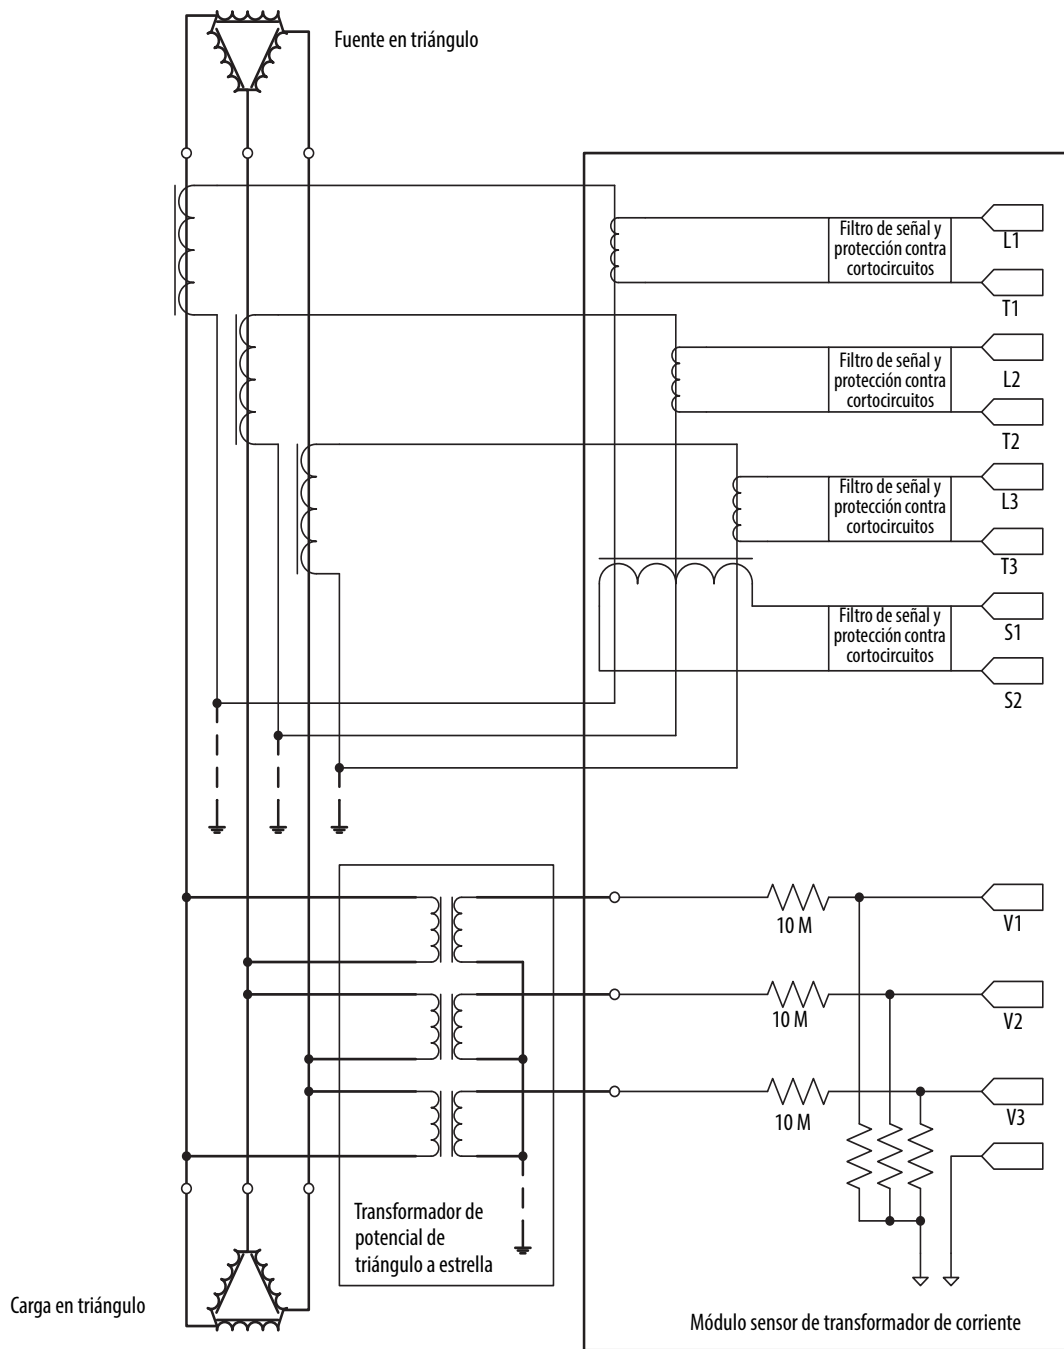 Fuente en triángulo
Filtro de señal y
protección contra
cortocircuitos
L1
T1
Filtro de señal y
protección contra
cortocircuitos
L2
T2
Filtro de señal y
protección contra
cortocircuitos
L3
T3
Filtro de señal y
protección contra
cortocircuitos
S1
S2
10 M
V1
10 M
V2
10 M
V3
Transformador de
potencial de
triángulo a estrella
Carga en triángulo
Módulo sensor de transformador de corriente